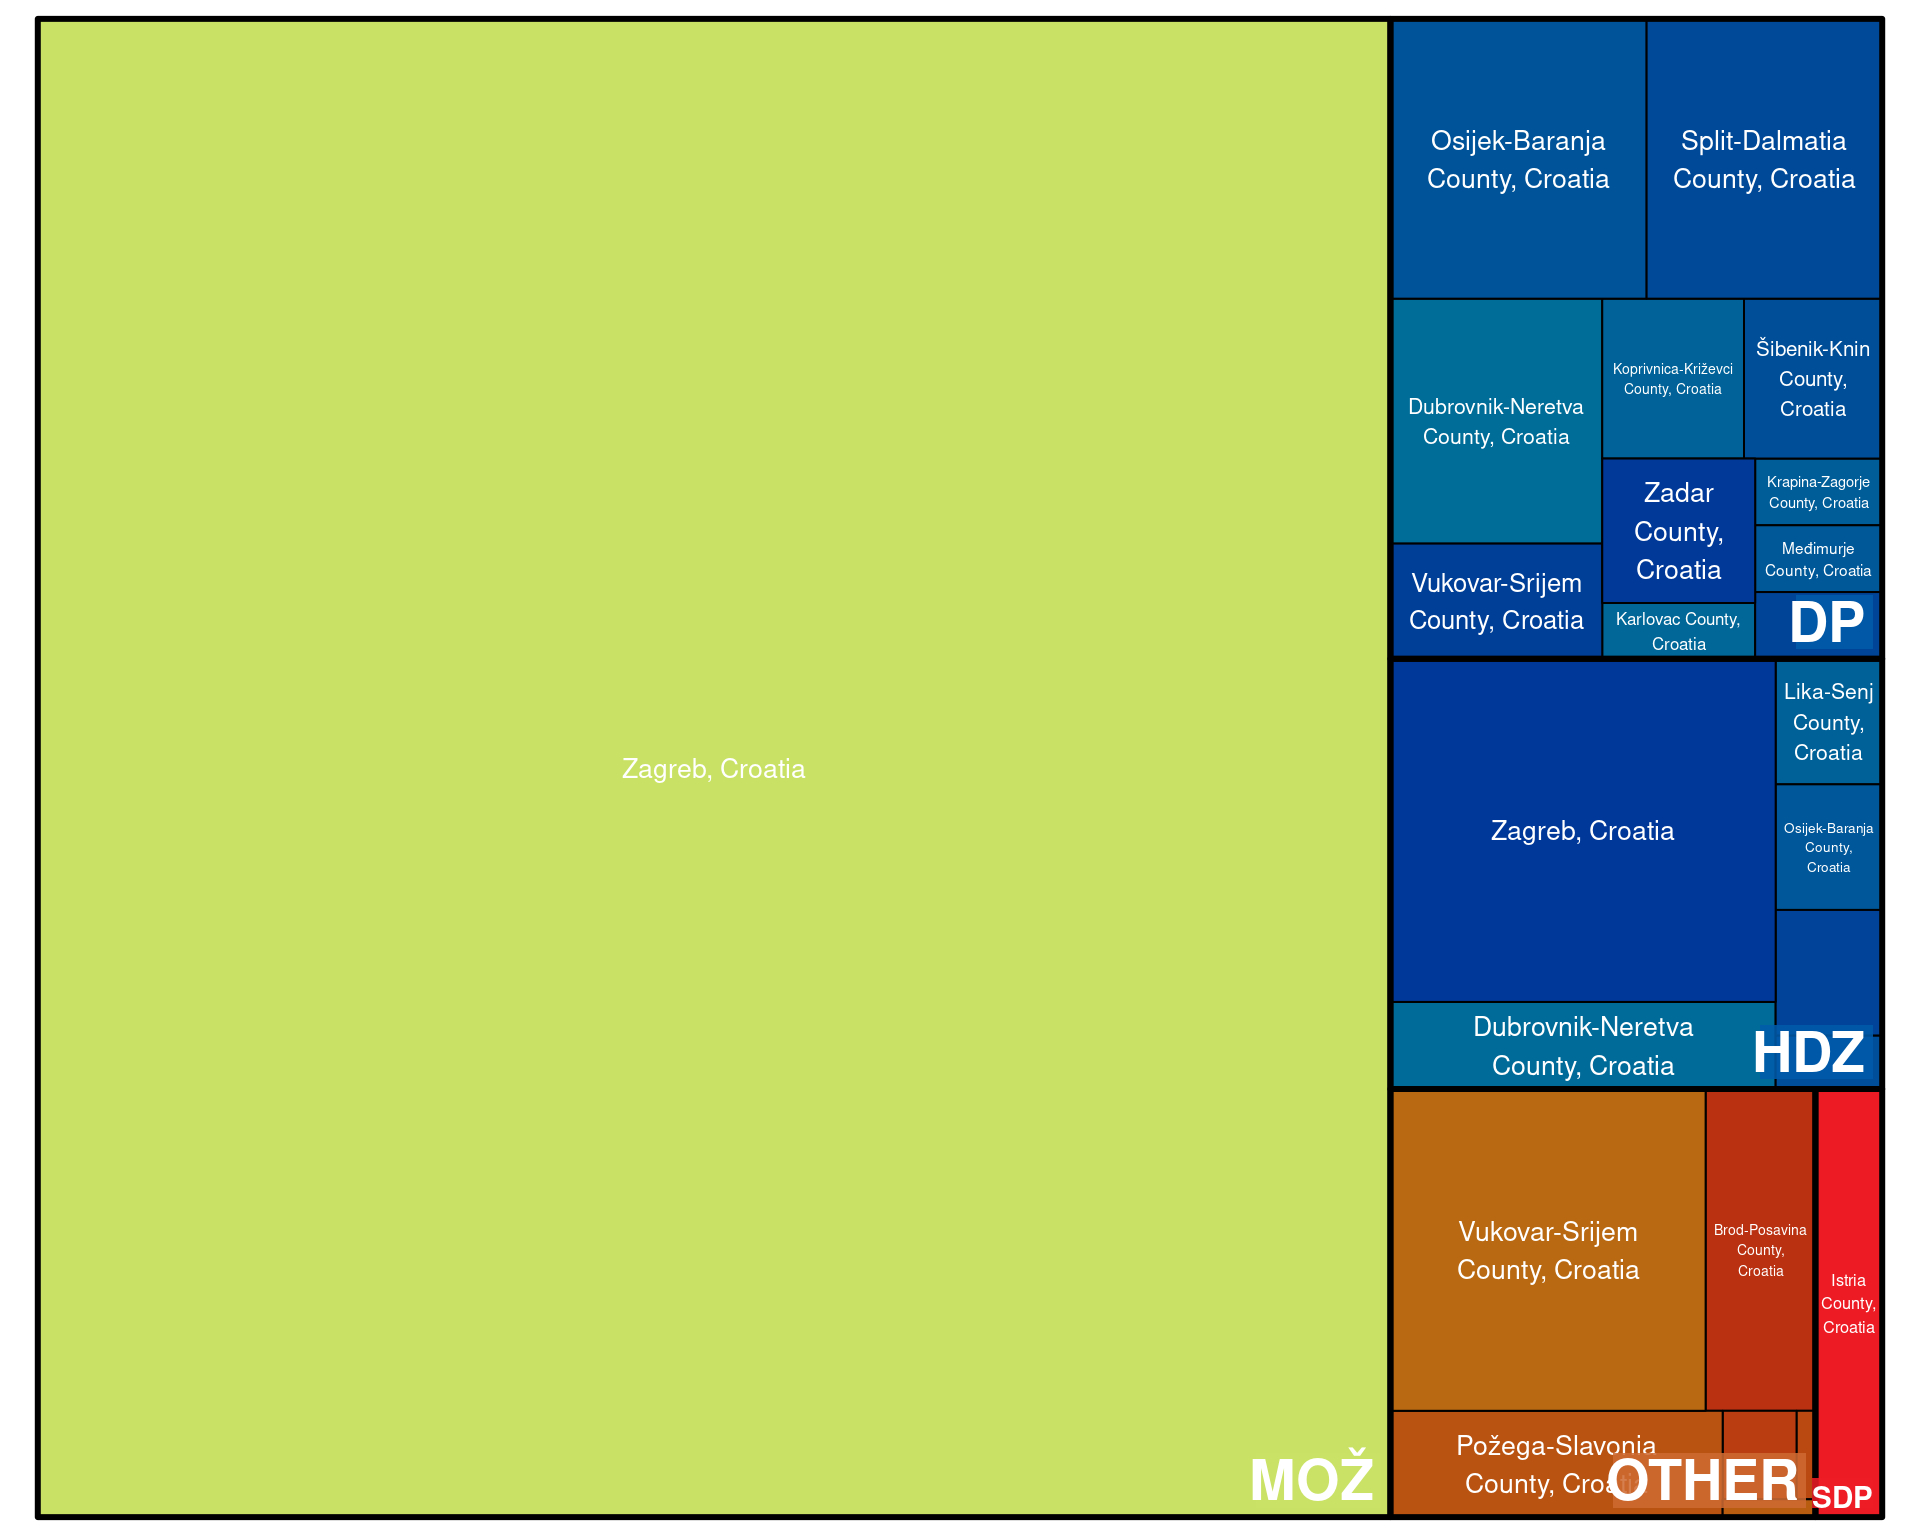 Zagreb, Croatia
MOŽ
Osijek-Baranja
County, Croatia
Split-Dalmatia
County, Croatia
Dubrovnik-Neretva
County, Croatia
Koprivnica-Križevci
County, Croatia
Šibenik-Knin
County,
Croatia
Vukovar-Srijem
County, Croatia
Zadar
County,
Croatia
Krapina-Zagorje
County, Croatia
Međimurje
County, Croatia
Karlovac County,
Croatia
DP
Zagreb, Croatia
Lika-Senj
County,
Croatia
Osijek-Baranja
County,
Croatia
Dubrovnik-Neretva
County, Croatia
HDZ
Vukovar-Srijem
County, Croatia
Brod-Posavina
County,
Croatia
Požega-Slavonia
County, Croatia
OTHER
Istria
County,
Croatia
SDP